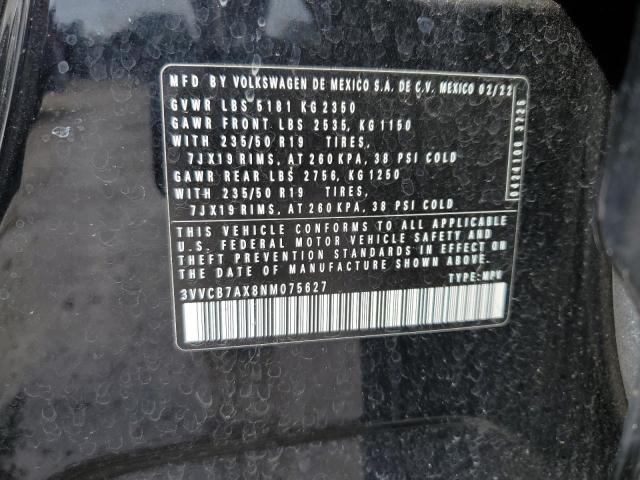 MFD BY VOLKSWAGEN DE MEXICO S.A. DE C.V. MEXICO 02/22
GVWR LBS 5181 KG 2350
GAWR FRONT LBS 2535, KG 1150
WITH 235/50 R19 TIRES,
7JX19 RIMS, AT 260 KPA, 38 PSI COLD
GAWR REAR LBS 2756, KG 1250
WITH 235/50 R19 TIRES,
7JX19 RIMS, AT 260 KPA, 38 PSI COLD
THIS VEHICLE CONFORMS TO ALL APPLICABLE
U.S. FEDERAL MOTOR VEHICLE SAFETY AND
THEFT PREVENTION STANDARDS IN EFFECT ON
THE DATE OF MANUFACTURE SHOWN ABOVE.
TYPE: MPV
3VVCB7AX8NM075627